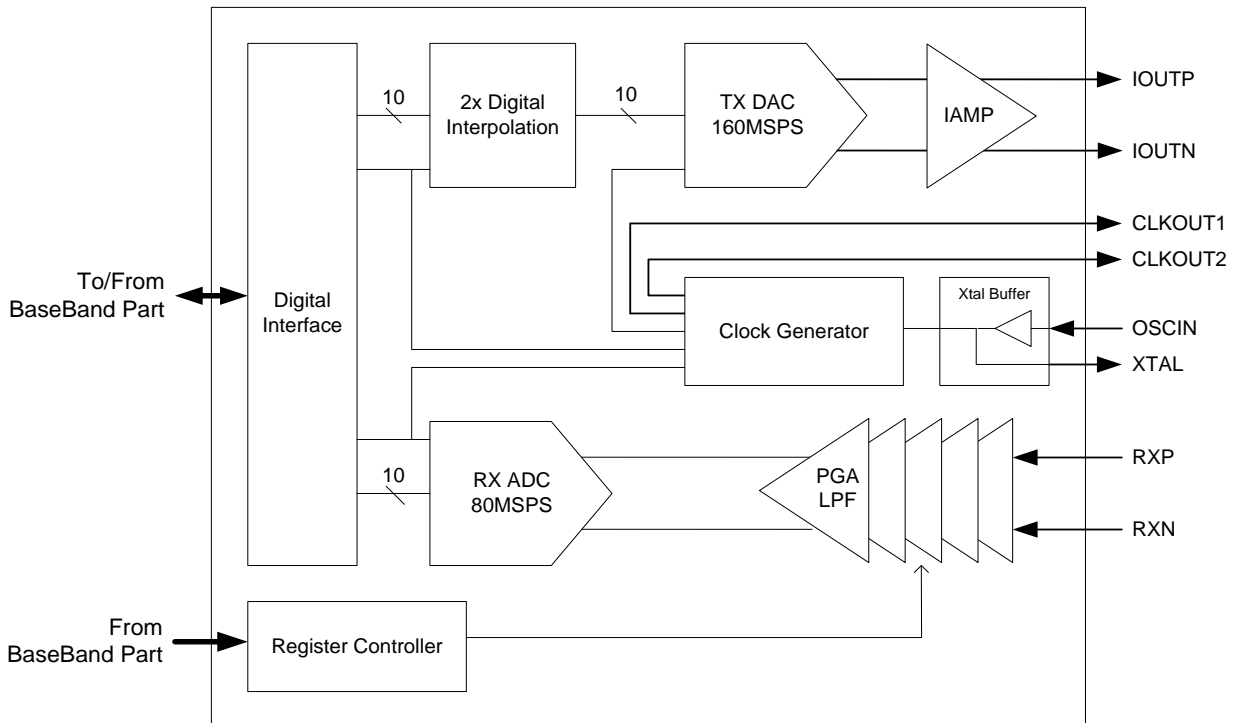 10
2x Digital
Interpolation
10
TX DAC
160MSPS
IAMP
IOUTP
IOUTN
CLKOUT1
CLKOUT2
To/From
BaseBand Part
Digital
Interface
Clock Generator
Xtal Buffer
OSCIN
XTAL
10
RX ADC
80MSPS
PGA
LPF
RXP
RXN
From
BaseBand Part
Register Controller